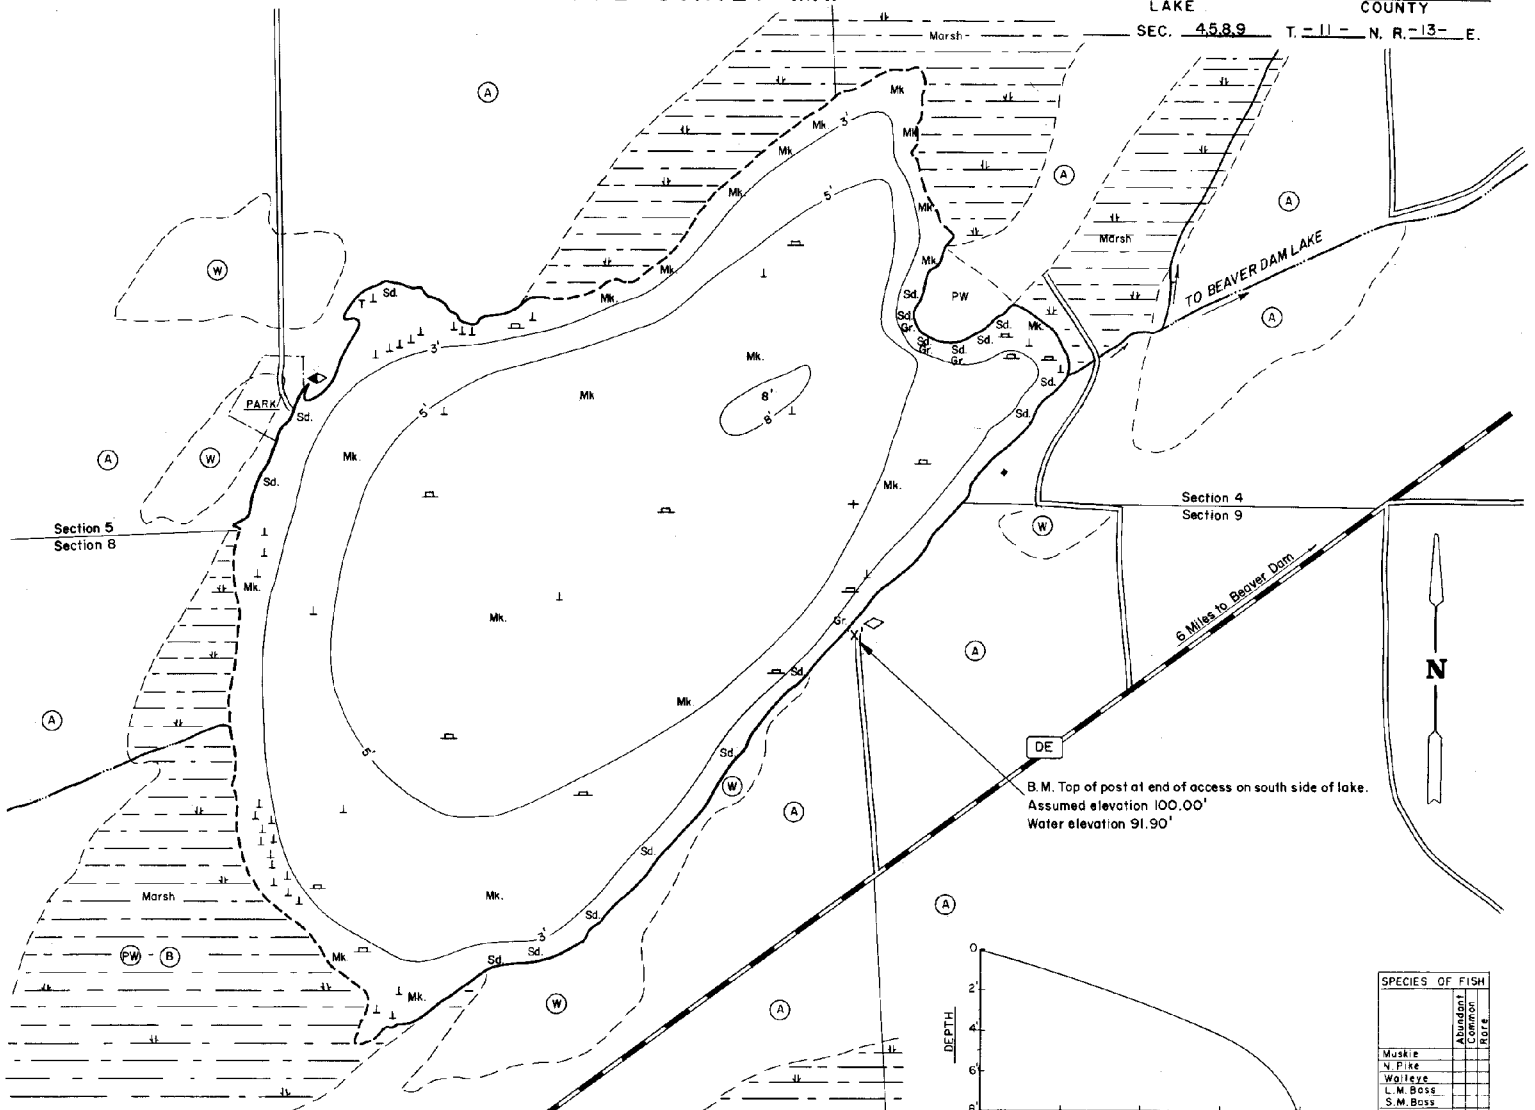 LAKE COUNTY
SEC. 4,5,8,9 T.-11- N. R.-13- E.
Marsh
A
Mk
Mk. 3' Mk
Mk.
Mk.
A
A
5' Mk
Marsh
W
Mk. Mk.
TO BEAVER DAM LAKE
T Sd. Mk. Sd. PW
Sd. Gr. Sd. Mk.
A
3' Sd. Gr. Sd. Gr. Sd.
Mk.
Sd.
PARK Mk 8'
Sd. 5' 8' Sd.
A W Mk.
Sd. Mk.
Section 4
Section 9
W
Section 5
Section 8
Mk.
6 Miles to Beaver Dam
Mk. Gr. X
A
Sd.
N
A
Mk.
5' Sd.
DE
W
B.M. Top of post at end of access on south side of lake.
Assumed elevation 100.00'
Water elevation 91.90'
A
Sd.
Marsh Mk.
A
Sd.
3'
PW B Mk. Sd. Sd.
Mk. W A
DEPTH
0
2'
4'
6'
8'
SPECIES OF FISH
Abundant
Common
Rare
Muskie
N. Pike
Walleye
L.M. Bass
S.M. Bass